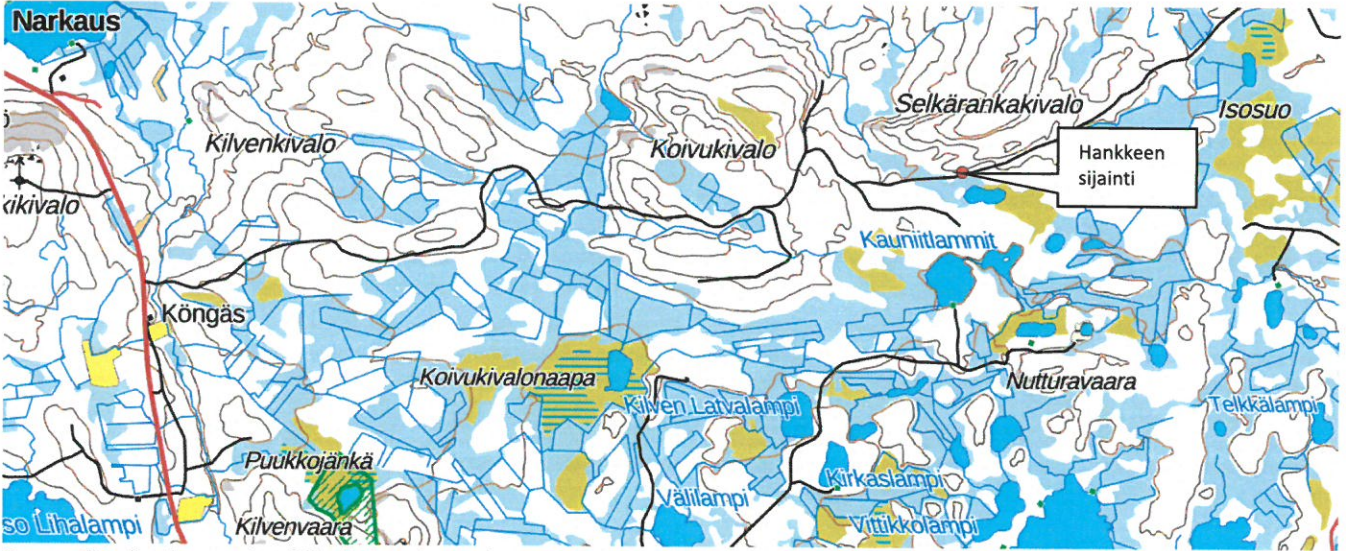 Narkaus
Selkärankakivalo
Isosuo
Kilvenkivalo
Koivukivalo
Hankkeen
sijainti
kikivalo
Kauniitlammit
Köngäs
Koivukivalonaapa
Nutturavaara
Kilven Latvalampi
Telkkälampi
Puukkojänkä
Kirkaslampi
Välilampi
so Lihalampi
Kilvenvaara
Vittikkolampi